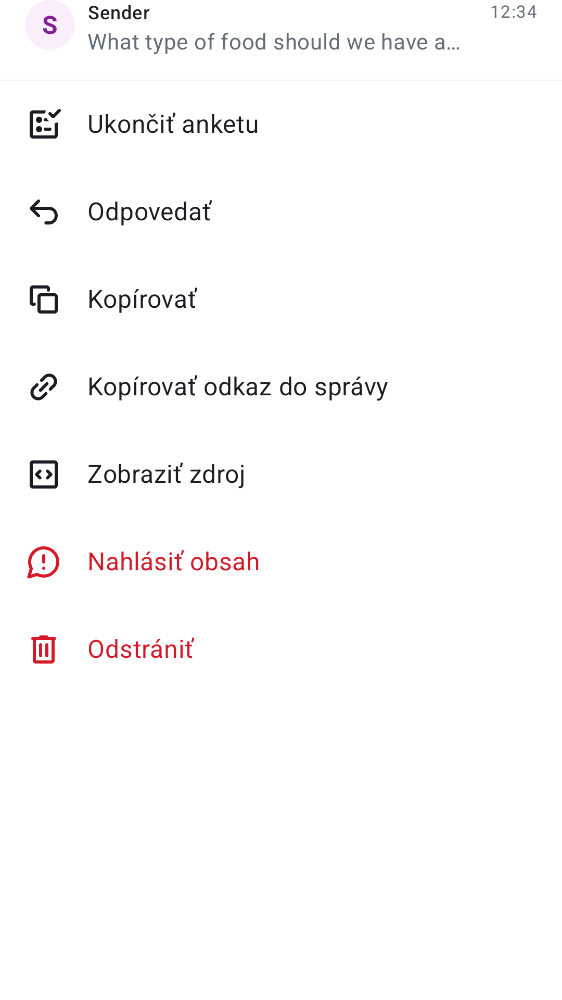 S
Sender
12:34
What type of food should we have a…
Ukončiť anketu
Odpovedať
Kopírovať
Kopírovať odkaz do správy
Zobraziť zdroj
Nahlásiť obsah
Odstrániť